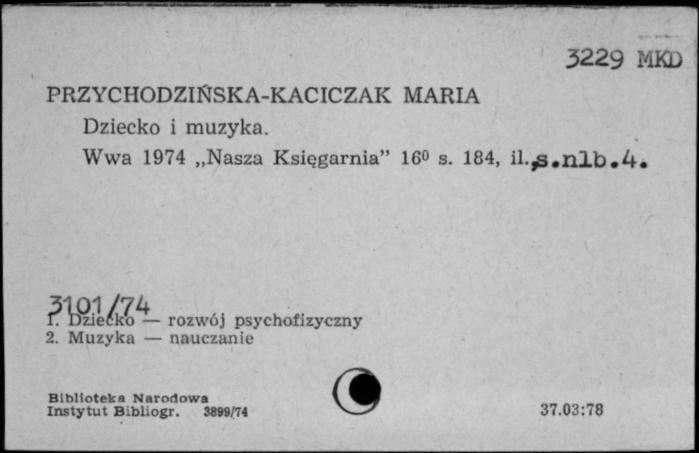 3229 MKD
PRZYCHODZIŃSKA-KACICZAK MARIA
Dziecko i muzyka.
Wwa 1974 „Nasza Księgarnia” 16⁰ s. 184, il.,s.nlb.4.
3101/74
1. Dziecko — rozwój psychofizyczny
2. Muzyka — nauczanie
Biblioteka Narodowa
Instytut Bibliogr. 3899/74
37.03:78